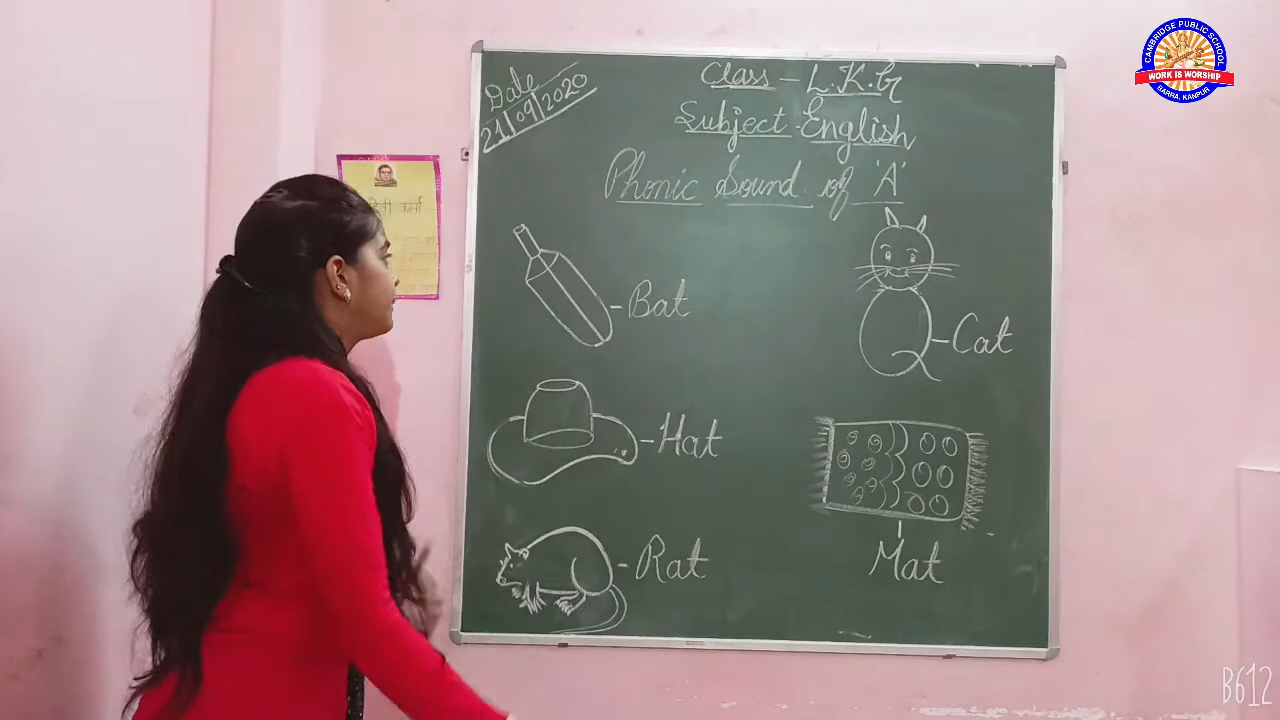 Date
21/09/2020
Class - L.K.G
Subject - English
Phonic Sound of 'A'
- Bat
- Cat
- Hat
Mat
- Rat
वर्मा
CAMBRIDGE PUBLIC SCHOOL
WORK IS WORSHIP
BARRA, KANPUR
B612